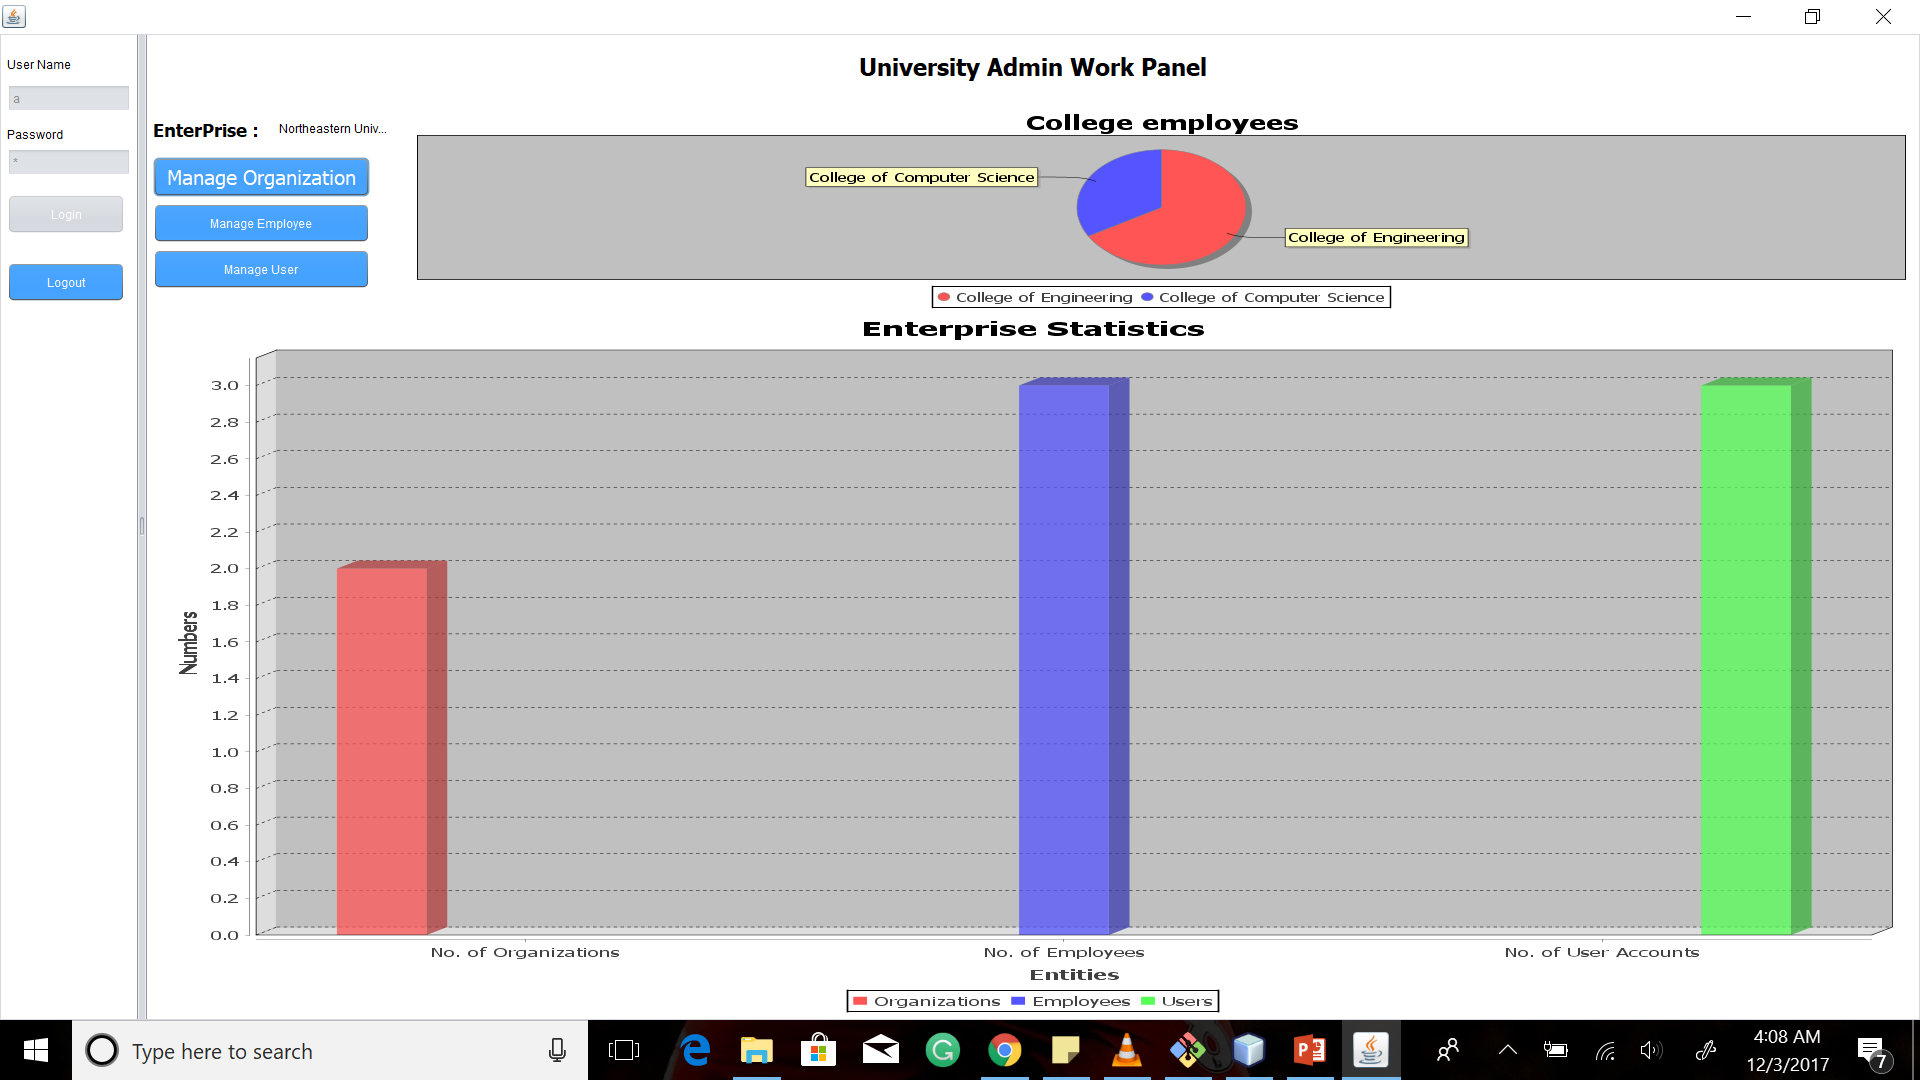 User Name
a
Password
*
Login
Logout
University Admin Work Panel
EnterPrise :
Northeastern Univ...
Manage Organization
Manage Employee
Manage User
College employees
College of Computer Science
College of Engineering
College of Engineering College of Computer Science
Enterprise Statistics
Numbers
3.0
2.8
2.6
2.4
2.2
2.0
1.8
1.6
1.4
1.2
1.0
0.8
0.6
0.4
0.2
0.0
No. of Organizations
No. of Employees
No. of User Accounts
Entities
Organizations Employees Users
Type here to search
4:08 AM
12/3/2017
7